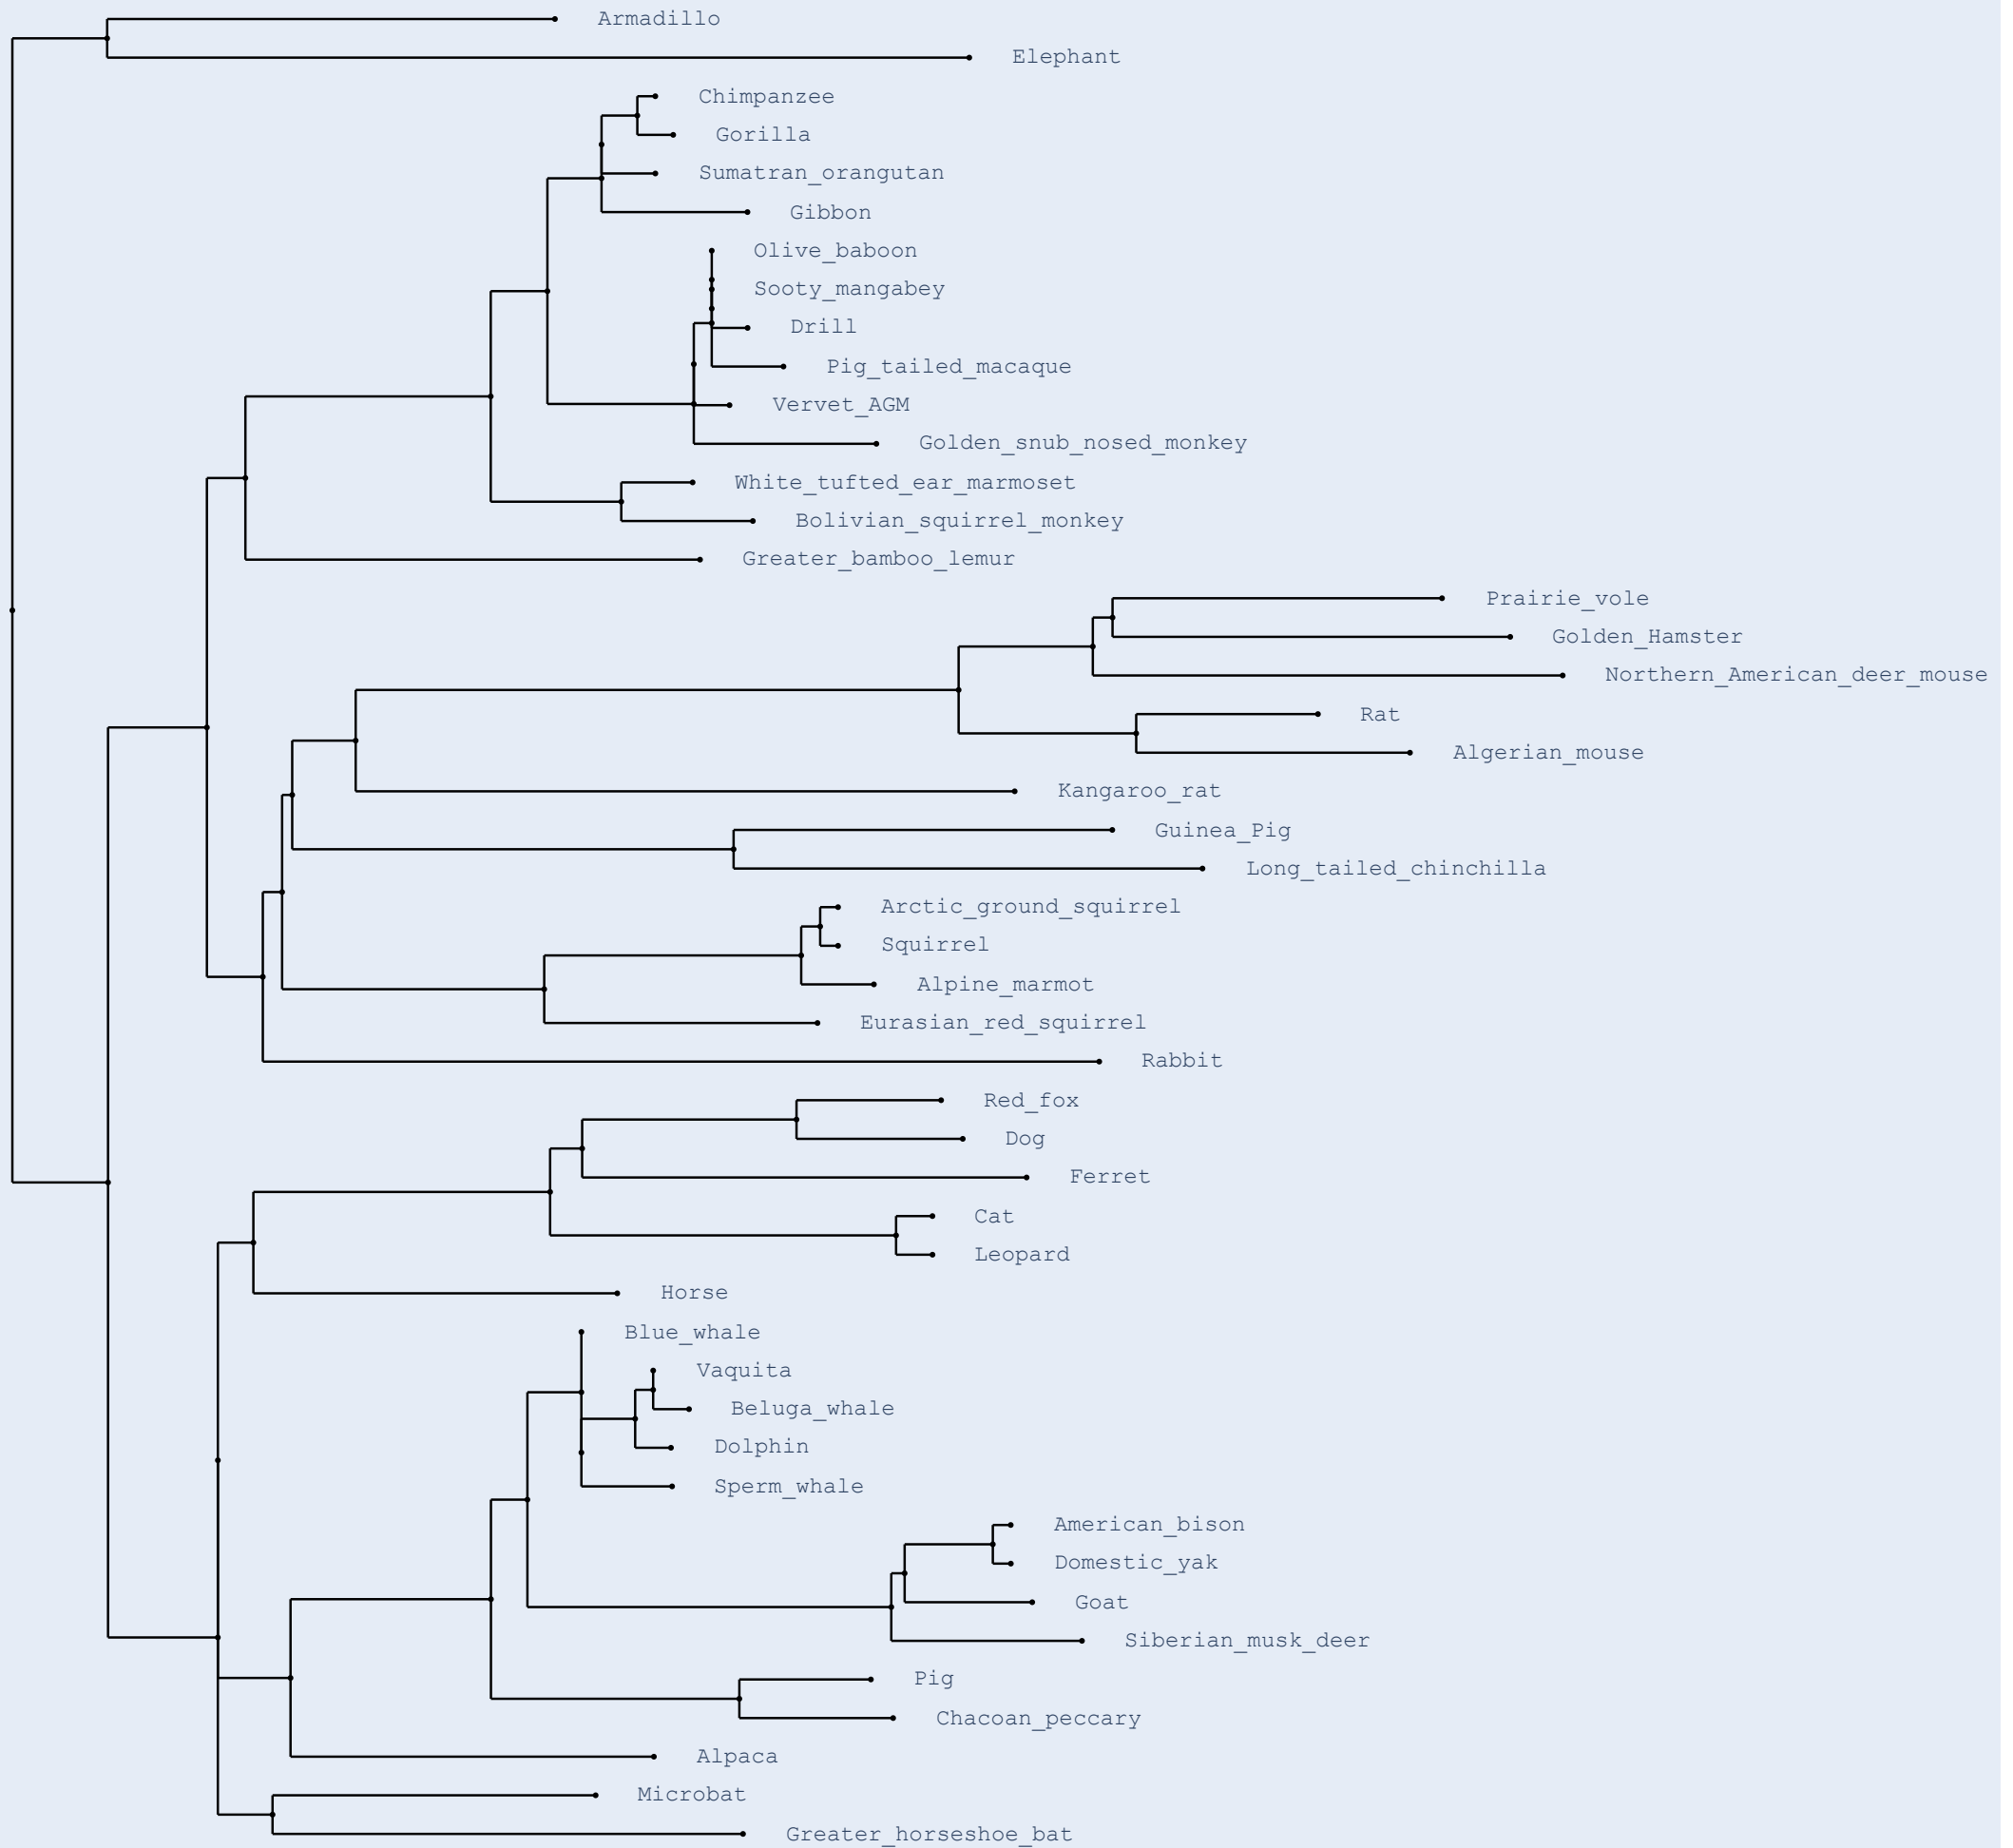 Armadillo
Elephant
Chimpanzee
Gorilla
Sumatran_orangutan
Gibbon
Olive_baboon
Sooty_mangabey
Drill
Pig_tailed_macaque
Vervet_AGM
Golden_snub_nosed_monkey
White_tufted_ear_marmoset
Bolivian_squirrel_monkey
Greater_bamboo_lemur
Prairie_vole
Golden_Hamster
Northern_American_deer_mouse
Rat
Algerian_mouse
Kangaroo_rat
Guinea_Pig
Long_tailed_chinchilla
Arctic_ground_squirrel
Squirrel
Alpine_marmot
Eurasian_red_squirrel
Rabbit
Red_fox
Dog
Ferret
Cat
Leopard
Horse
Blue_whale
Vaquita
Beluga_whale
Dolphin
Sperm_whale
American_bison
Domestic_yak
Goat
Siberian_musk_deer
Pig
Chacoan_peccary
Alpaca
Microbat
Greater_horseshoe_bat